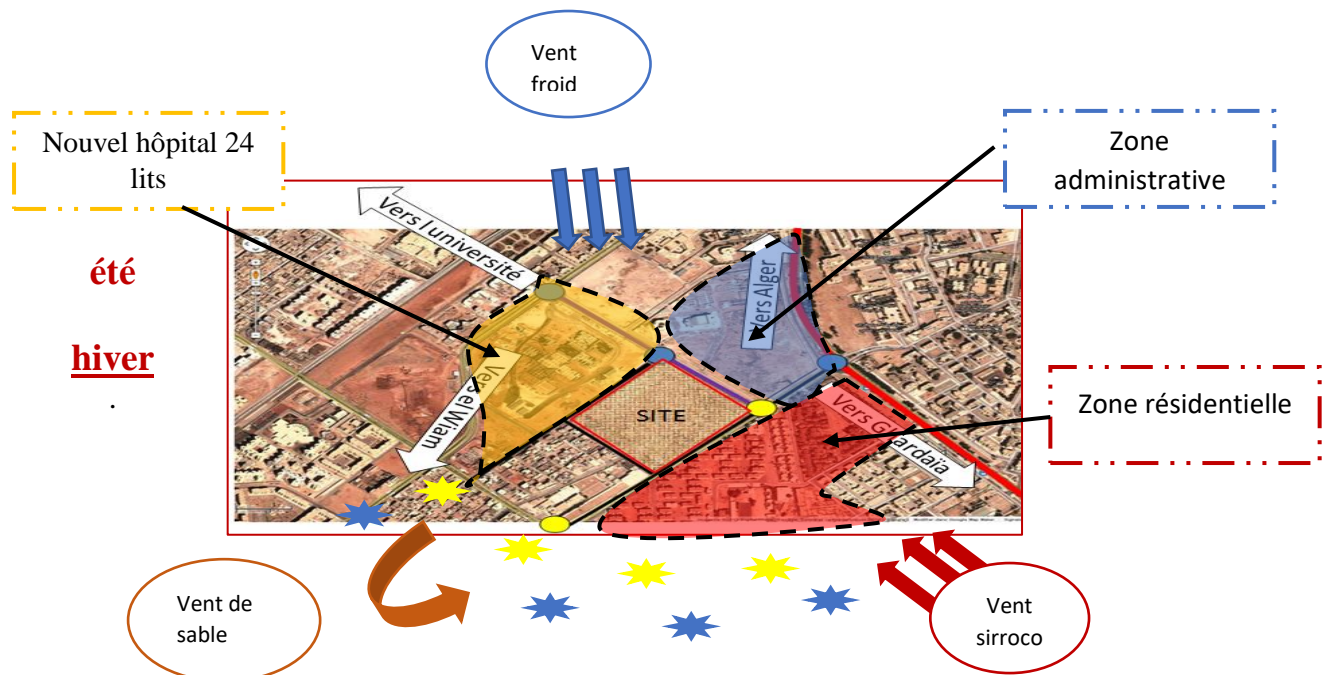 Vent
froid
Nouvel hôpital 24
lits
Zone
administrative
Vers luniversité
Vers Alger
été
hiver
.
Vers el Wiam
SITE
Vers Ghardaïa
Zone résidentielle
Vent de
sable
Vent
sirroco